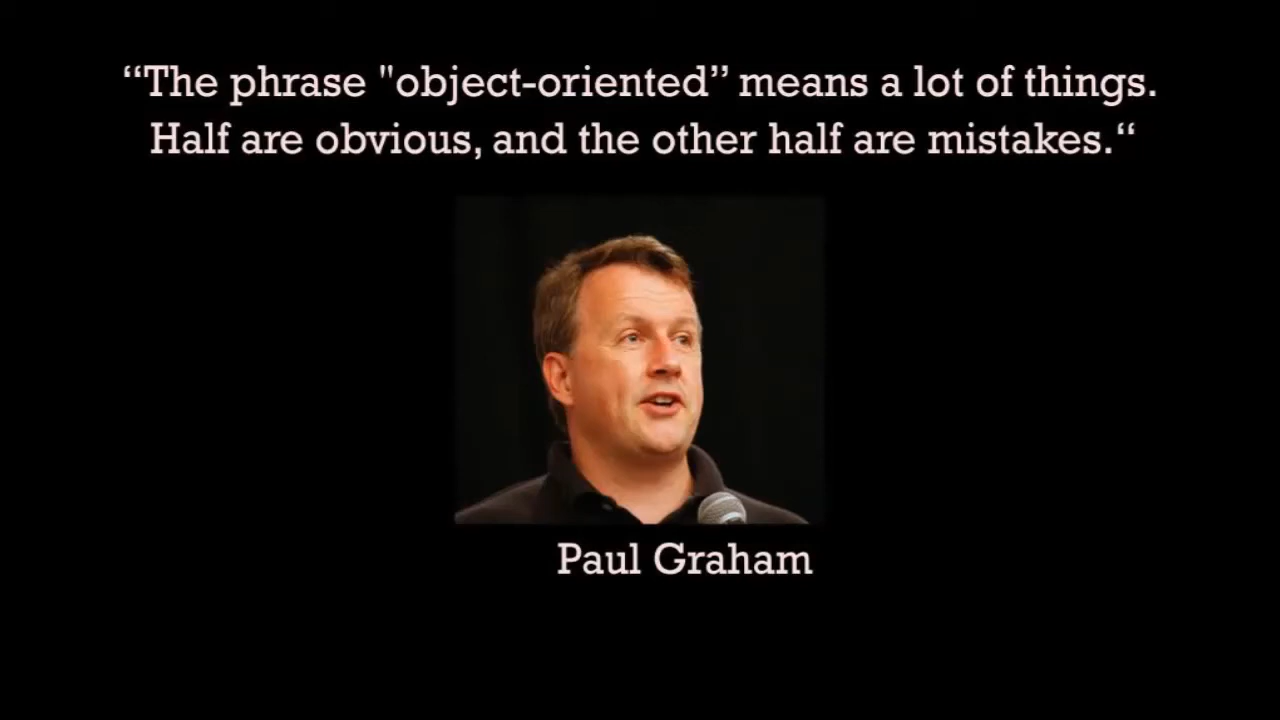 “The phrase "object-oriented” means a lot of things.
Half are obvious, and the other half are mistakes.“
Paul Graham